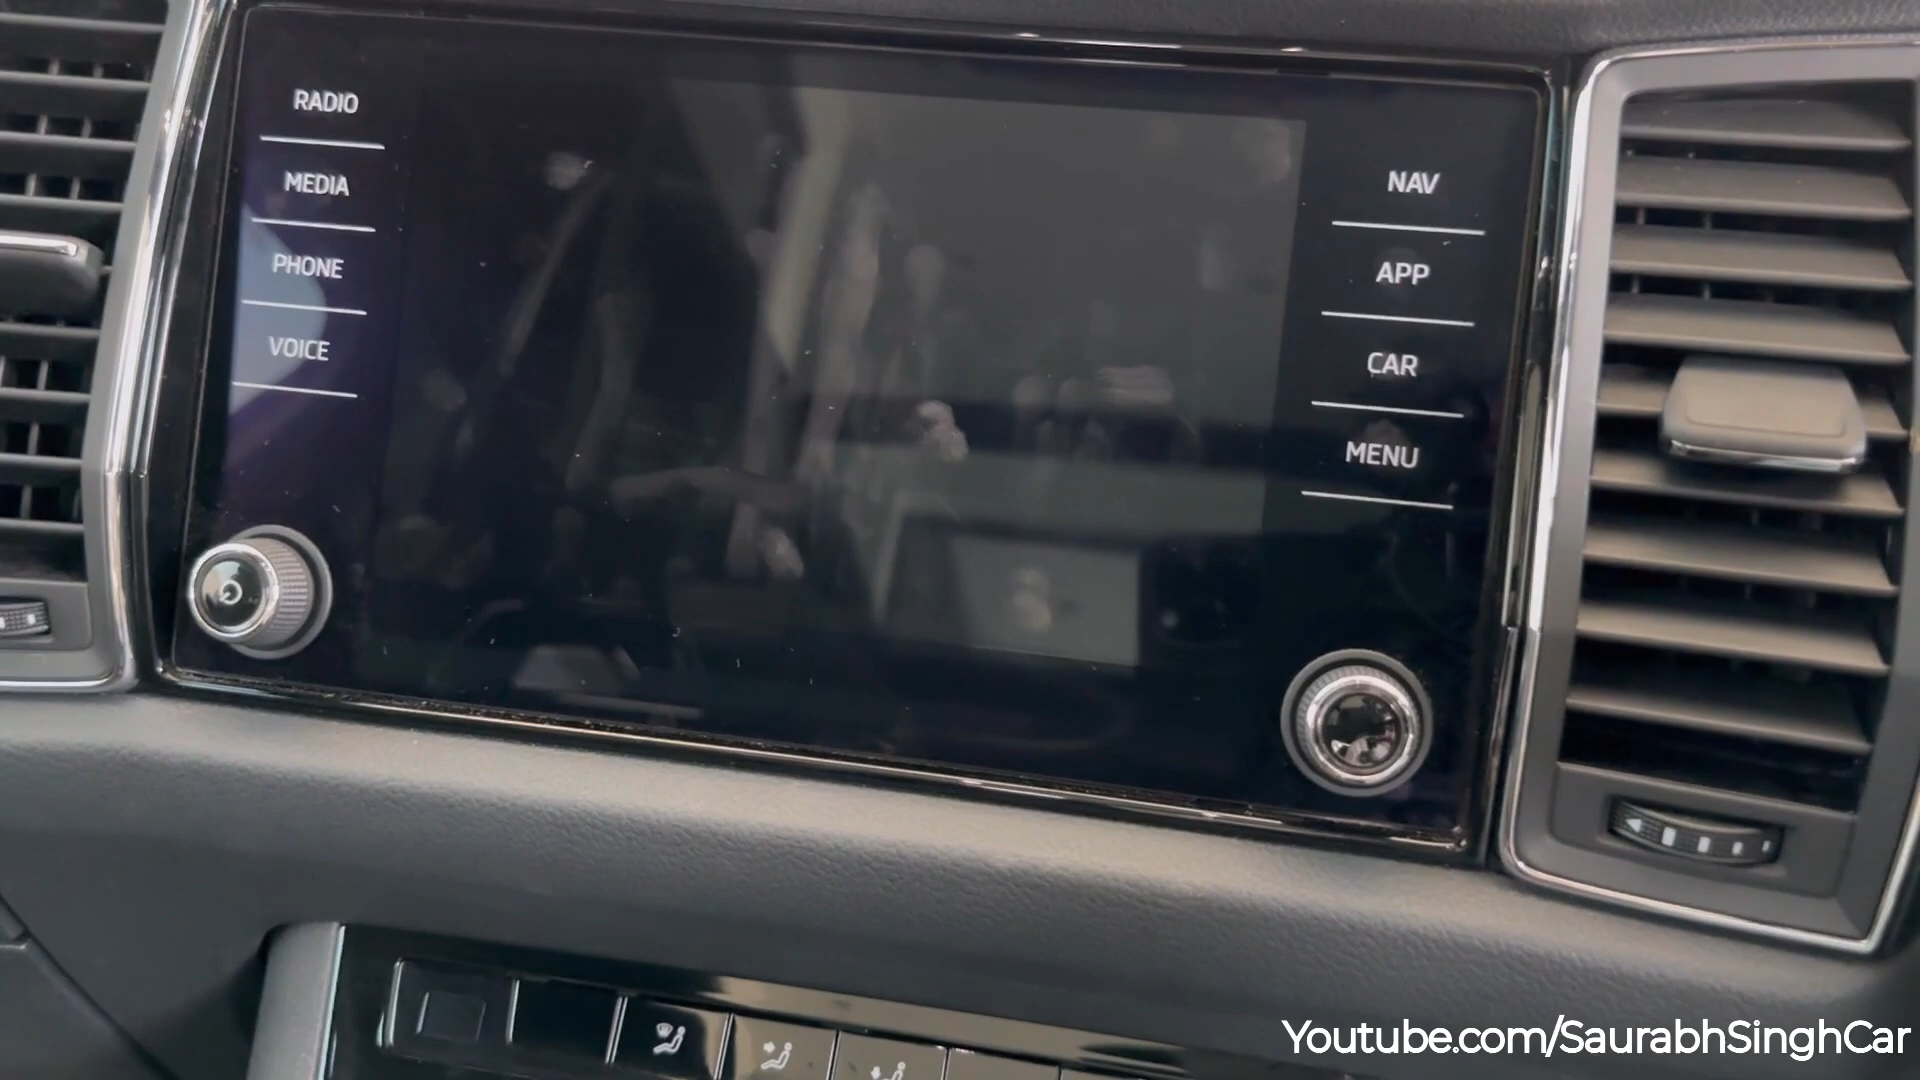 RADIO
MEDIA
PHONE
VOICE
NAV
APP
CAR
MENU
Youtube.com/SaurabhSinghCar